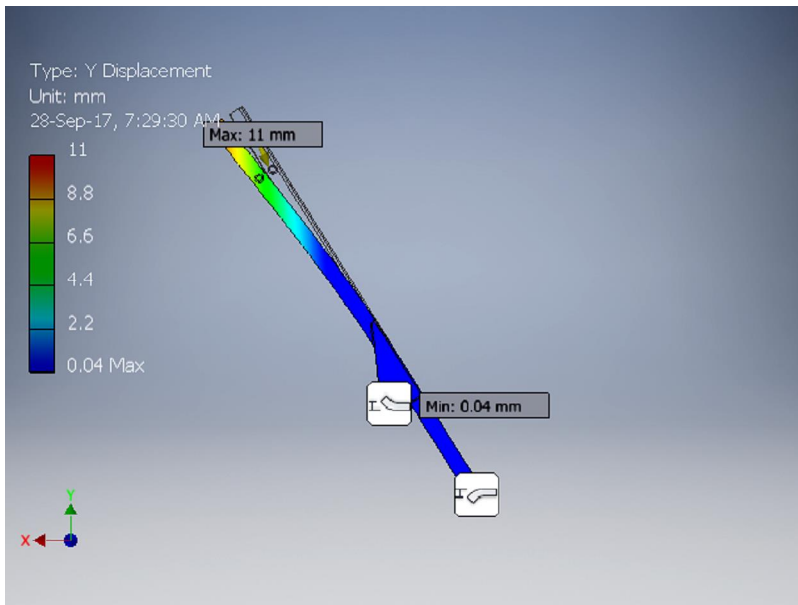 Type: Y Displacement
Unit: mm
28-Sep-17, 7:29:30 AM
Max: 11 mm
11
8.8
6.6
4.4
2.2
0.04 Max
Min: 0.04 mm
Y
X